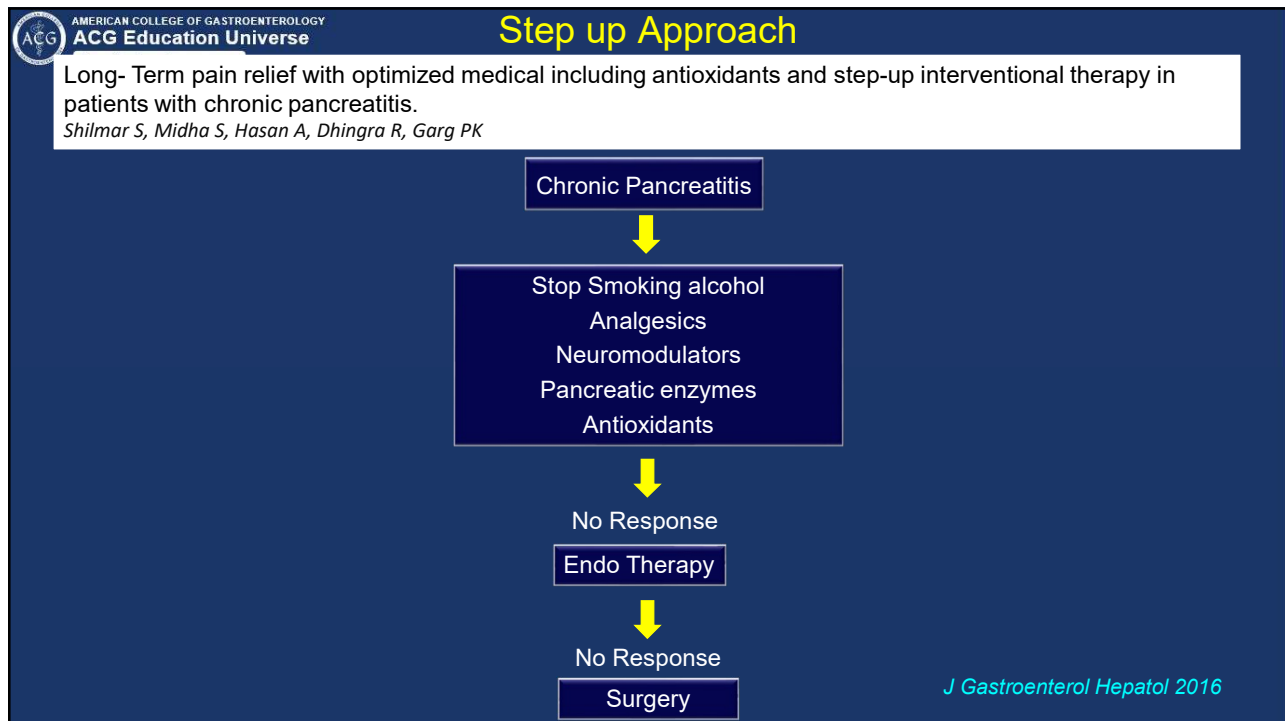 AMERICAN COLLEGE OF GASTROENTEROLOGY
ACG Education Universe
ACG
Step up Approach
Long- Term pain relief with optimized medical including antioxidants and step-up interventional therapy in
patients with chronic pancreatitis.
Shilmar S, Midha S, Hasan A, Dhingra R, Garg PK
Chronic Pancreatitis
Stop Smoking alcohol
Analgesics
Neuromodulators
Pancreatic enzymes
Antioxidants
No Response
Endo Therapy
No Response
Surgery
J Gastroenterol Hepatol 2016